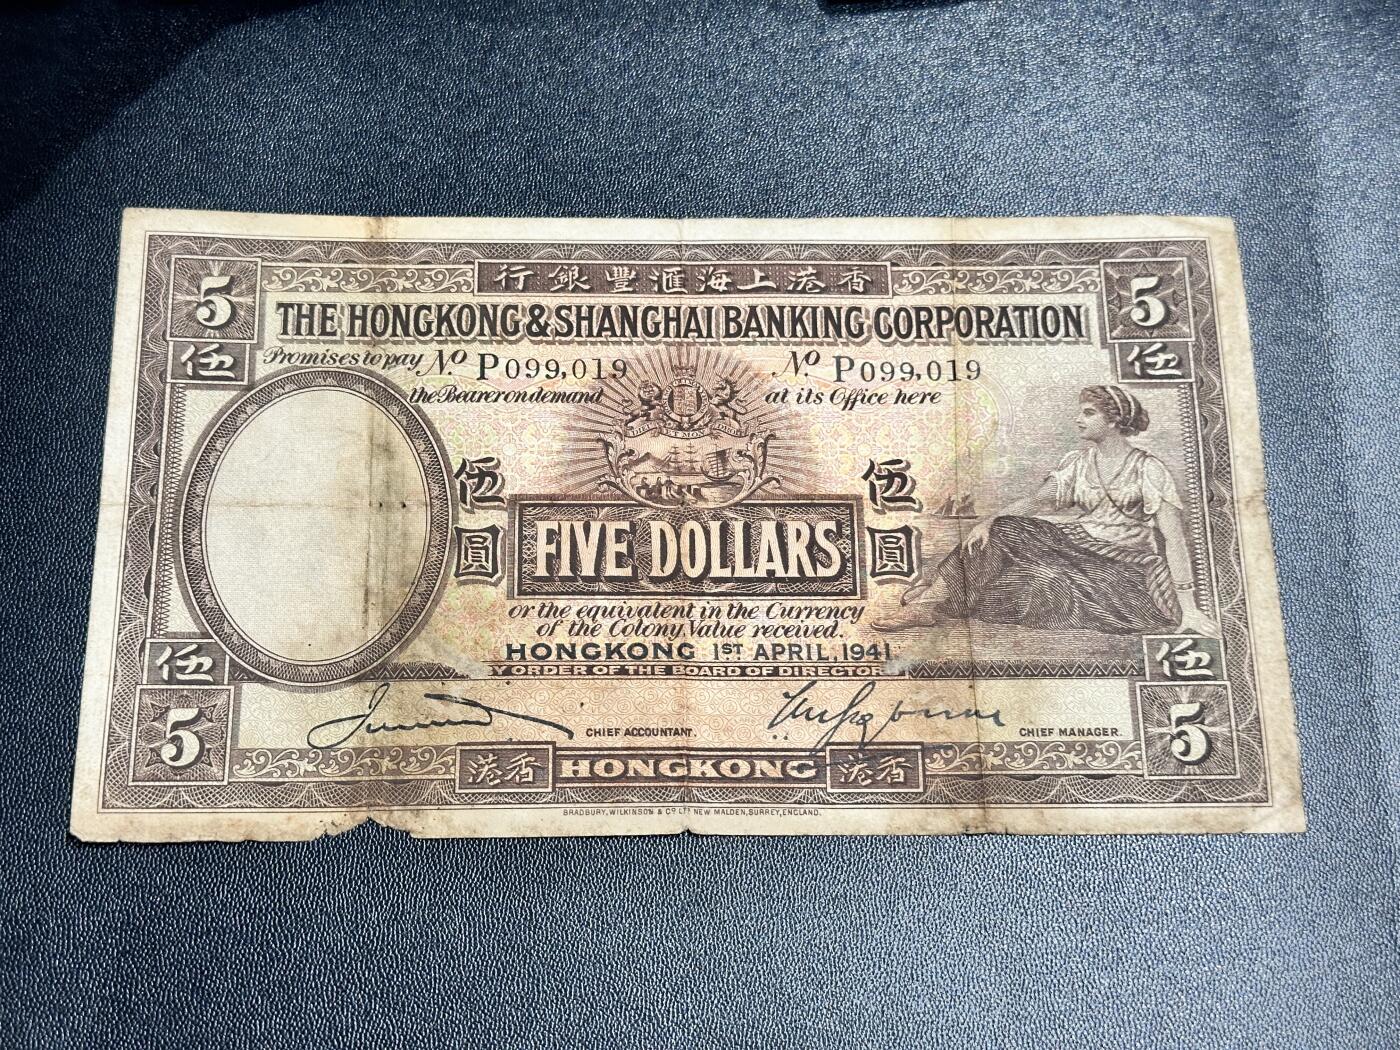 5
行銀豐滙海上港香
5
THE HONGKONG & SHANGHAI BANKING CORPORATION
伍
Promises to pay No. P099,019
No. P099,019
伍
the Bearer on demand
at its Office here
伍圓
伍圓
FIVE DOLLARS
or the equivalent in the Currency
of the Colony, Value received.
HONGKONG 1ST APRIL, 1941
伍
Y ORDER OF THE BOARD OF DIRECTOR
伍
5
CHIEF ACCOUNTANT.
CHIEF MANAGER.
5
港香 HONGKONG 港香
BRADBURY, WILKINSON & Co. LTD. NEW MALDEN, SURREY, ENGLAND.